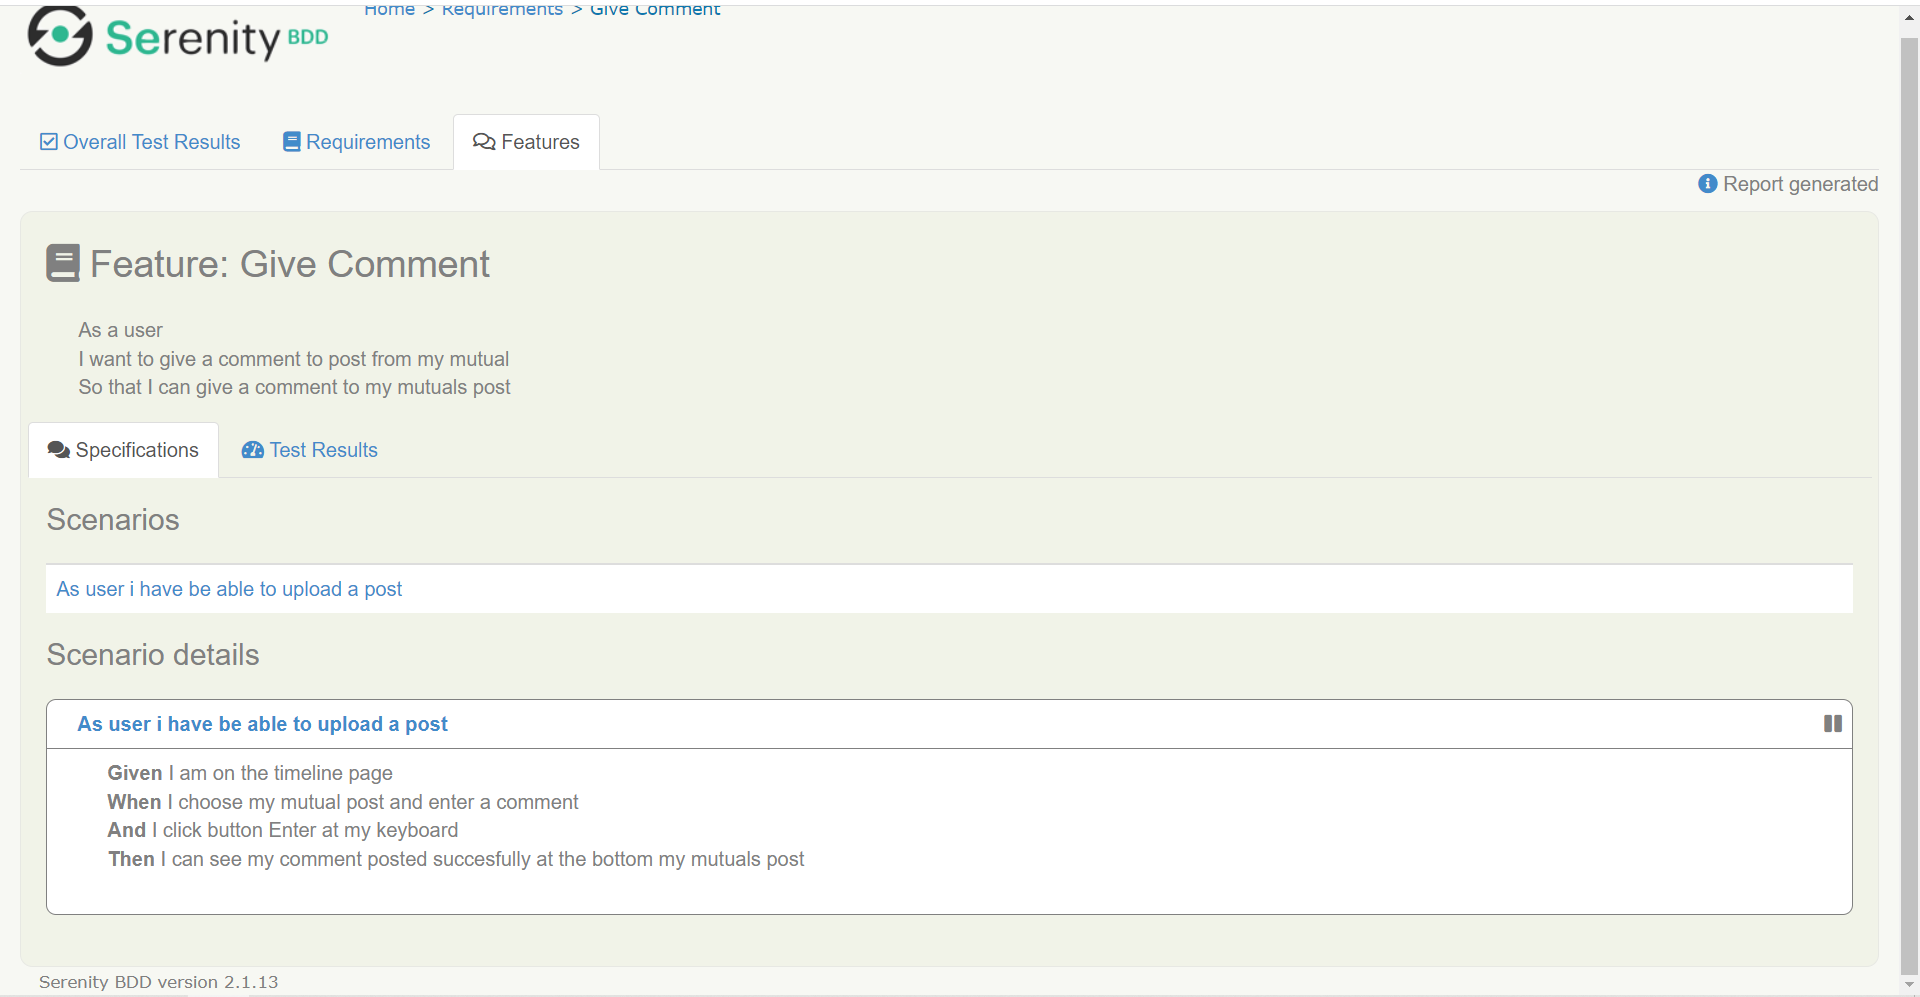 Home > Requirements > Give Comment
Serenity BDD
Overall Test Results
Requirements
Features
Report generated
Feature: Give Comment
As a user
I want to give a comment to post from my mutual
So that I can give a comment to my mutuals post
Specifications
Test Results
Scenarios
As user i have be able to upload a post
Scenario details
As user i have be able to upload a post
Given I am on the timeline page
When I choose my mutual post and enter a comment
And I click button Enter at my keyboard
Then I can see my comment posted succesfully at the bottom my mutuals post
Serenity BDD version 2.1.13